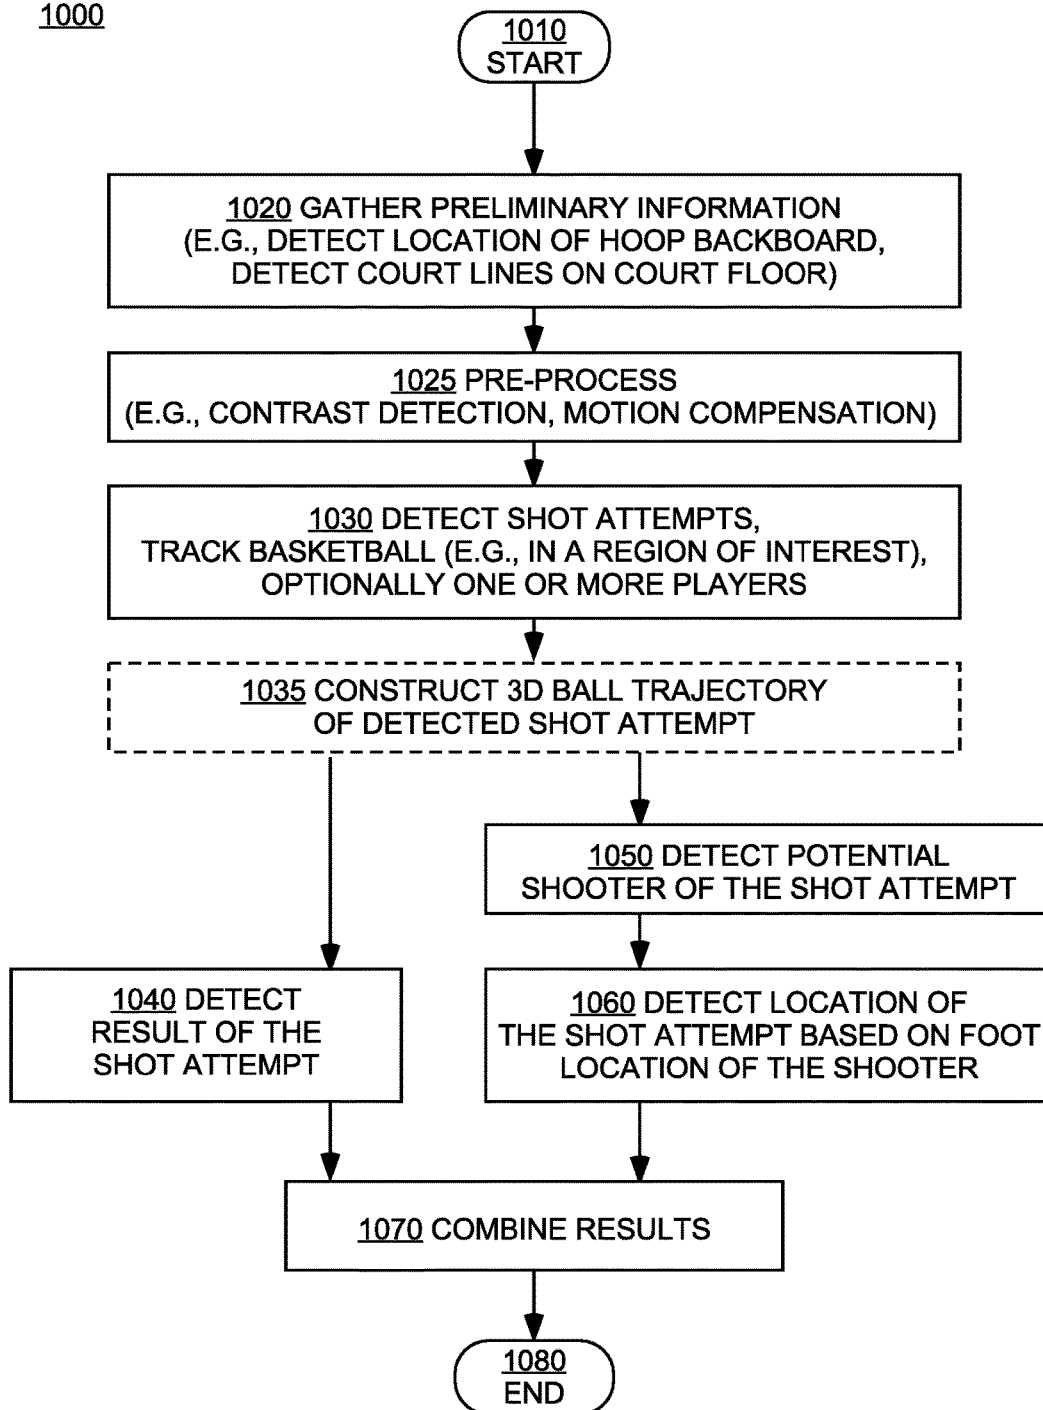 1000
1010
START
1020 GATHER PRELIMINARY INFORMATION
(E.G., DETECT LOCATION OF HOOP BACKBOARD,
DETECT COURT LINES ON COURT FLOOR)
1025 PRE-PROCESS
(E.G., CONTRAST DETECTION, MOTION COMPENSATION)
1030 DETECT SHOT ATTEMPTS,
TRACK BASKETBALL (E.G., IN A REGION OF INTEREST),
OPTIONALLY ONE OR MORE PLAYERS
1035 CONSTRUCT 3D BALL TRAJECTORY
OF DETECTED SHOT ATTEMPT
1050 DETECT POTENTIAL
SHOOTER OF THE SHOT ATTEMPT
1040 DETECT
RESULT OF THE
SHOT ATTEMPT
1060 DETECT LOCATION OF
THE SHOT ATTEMPT BASED ON FOOT
LOCATION OF THE SHOOTER
1070 COMBINE RESULTS
1080
END